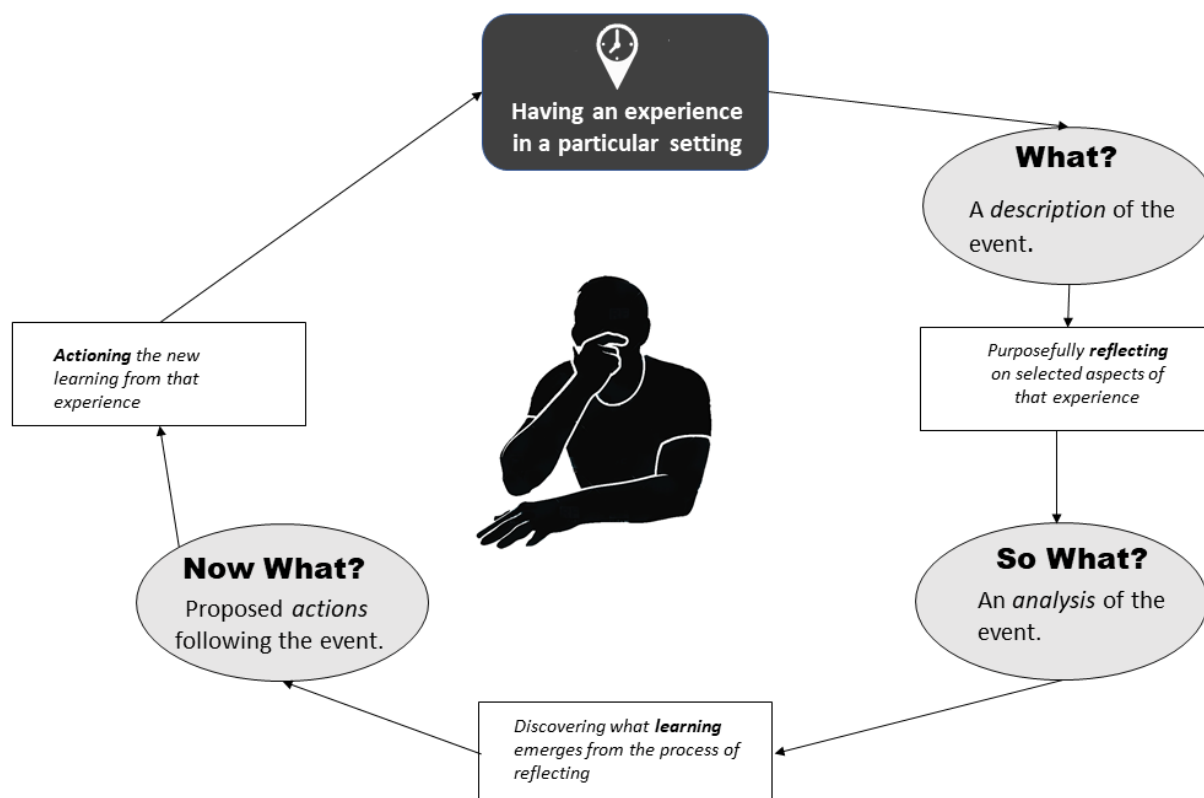 Having an experience
in a particular setting
What?
A description of the
event.
Purposefully reflecting
on selected aspects of
that experience
So What?
An analysis of the
event.
Discovering what learning
emerges from the process of
reflecting
Now What?
Proposed actions
following the event.
Actioning the new
learning from that
experience